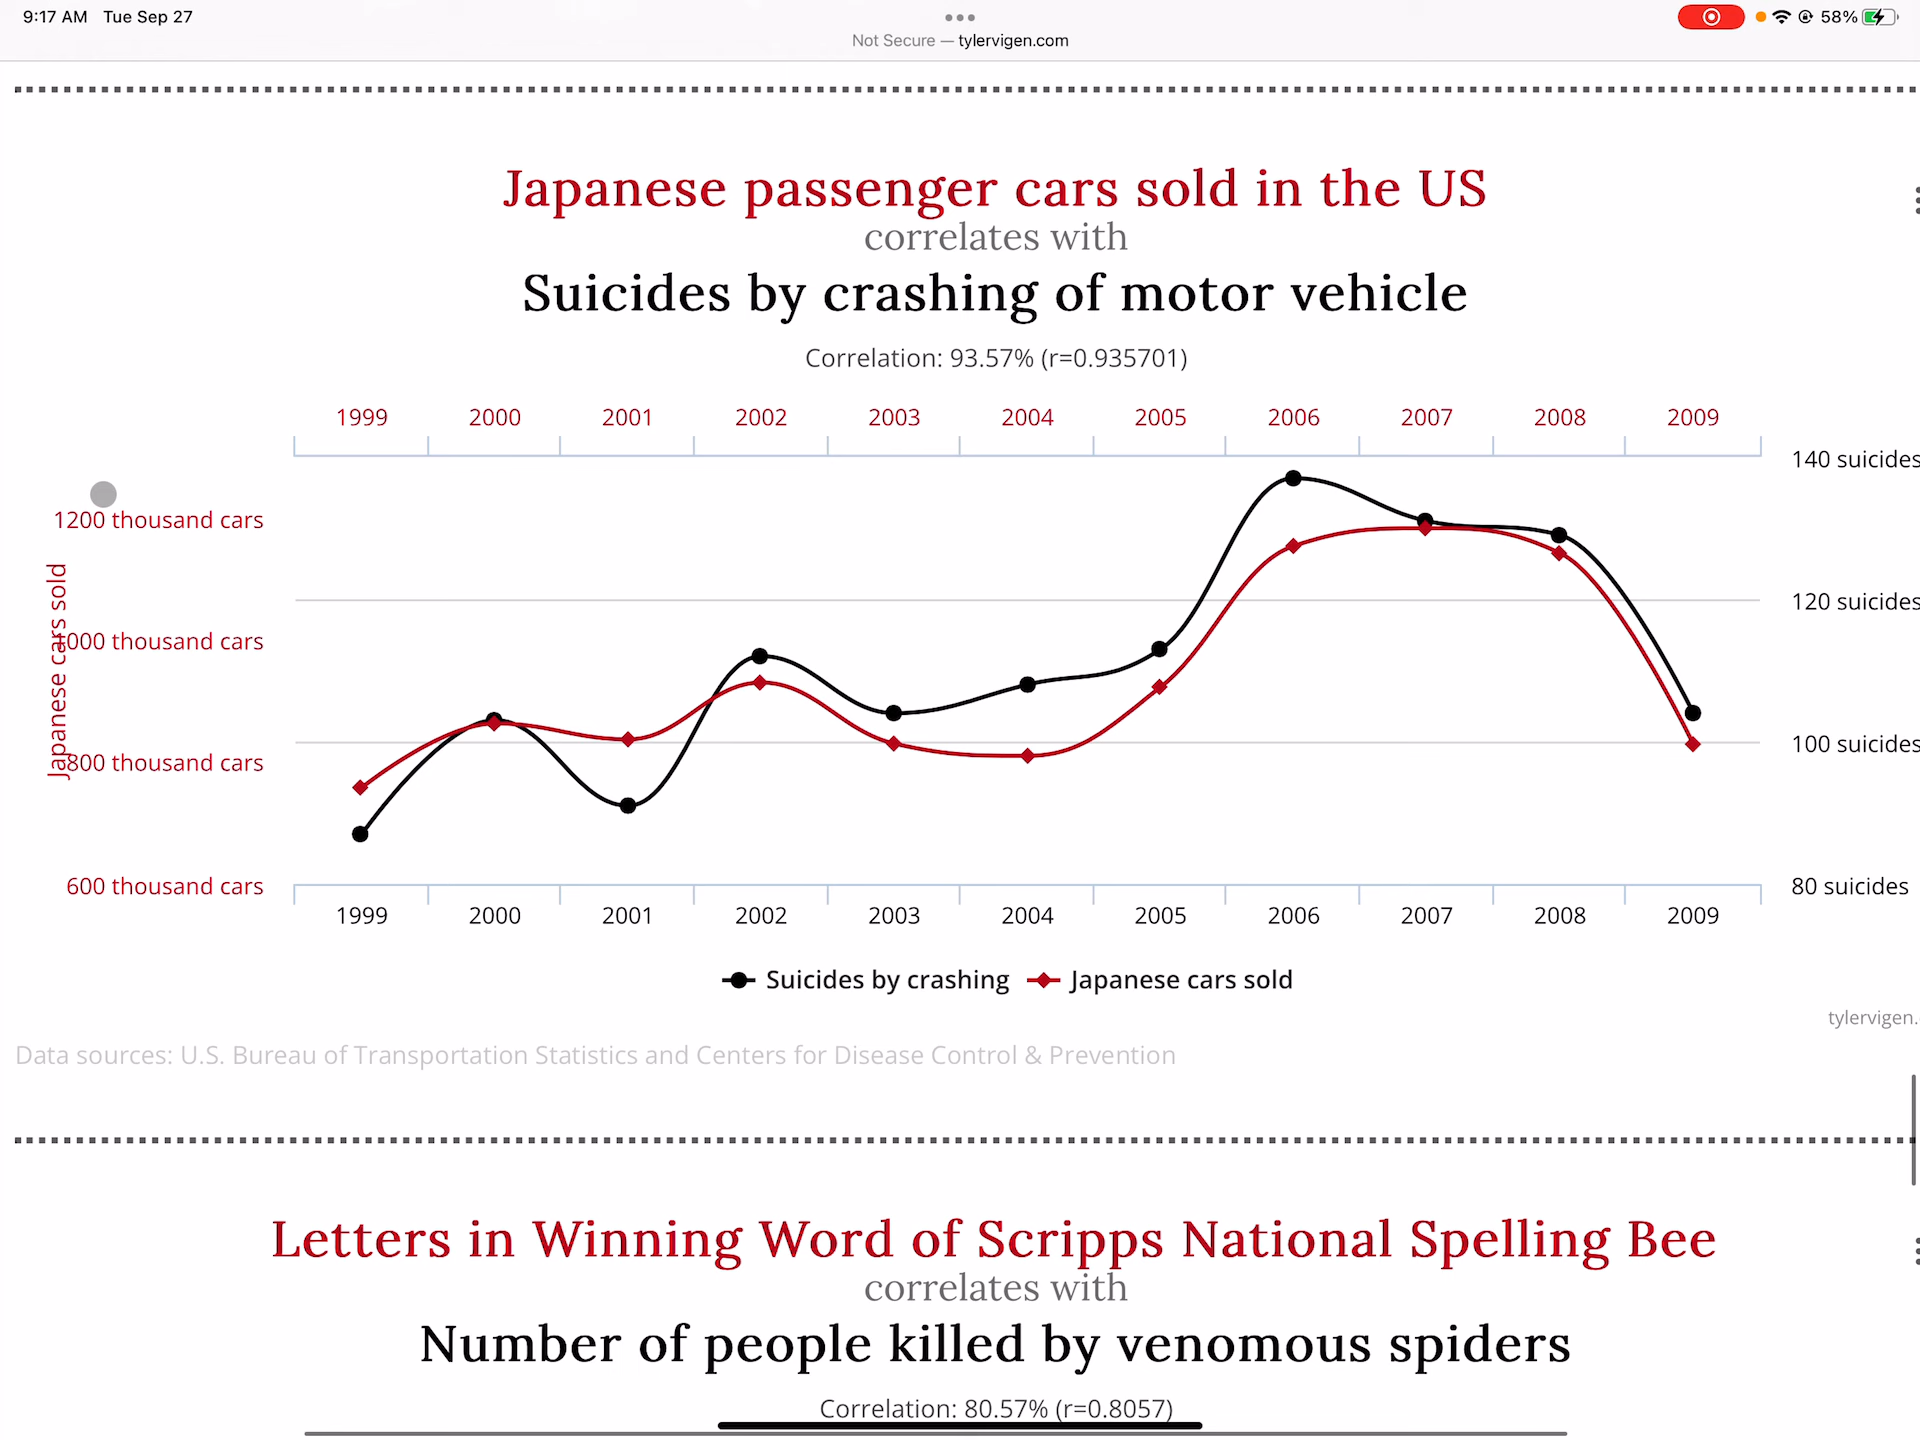 9:17 AM Tue Sep 27
58%
Not Secure — tylervigen.com
Japanese passenger cars sold in the US
correlates with
Suicides by crashing of motor vehicle
Correlation: 93.57% (r=0.935701)
1999 2000 2001 2002 2003 2004 2005 2006 2007 2008 2009
140 suicides
1200 thousand cars
120 suicides
Japanese cars sold
1000 thousand cars
100 suicides
800 thousand cars
600 thousand cars
80 suicides
1999 2000 2001 2002 2003 2004 2005 2006 2007 2008 2009
Suicides by crashing Japanese cars sold
tylervigen.
Data sources: U.S. Bureau of Transportation Statistics and Centers for Disease Control & Prevention
Letters in Winning Word of Scripps National Spelling Bee
correlates with
Number of people killed by venomous spiders
Correlation: 80.57% (r=0.8057)